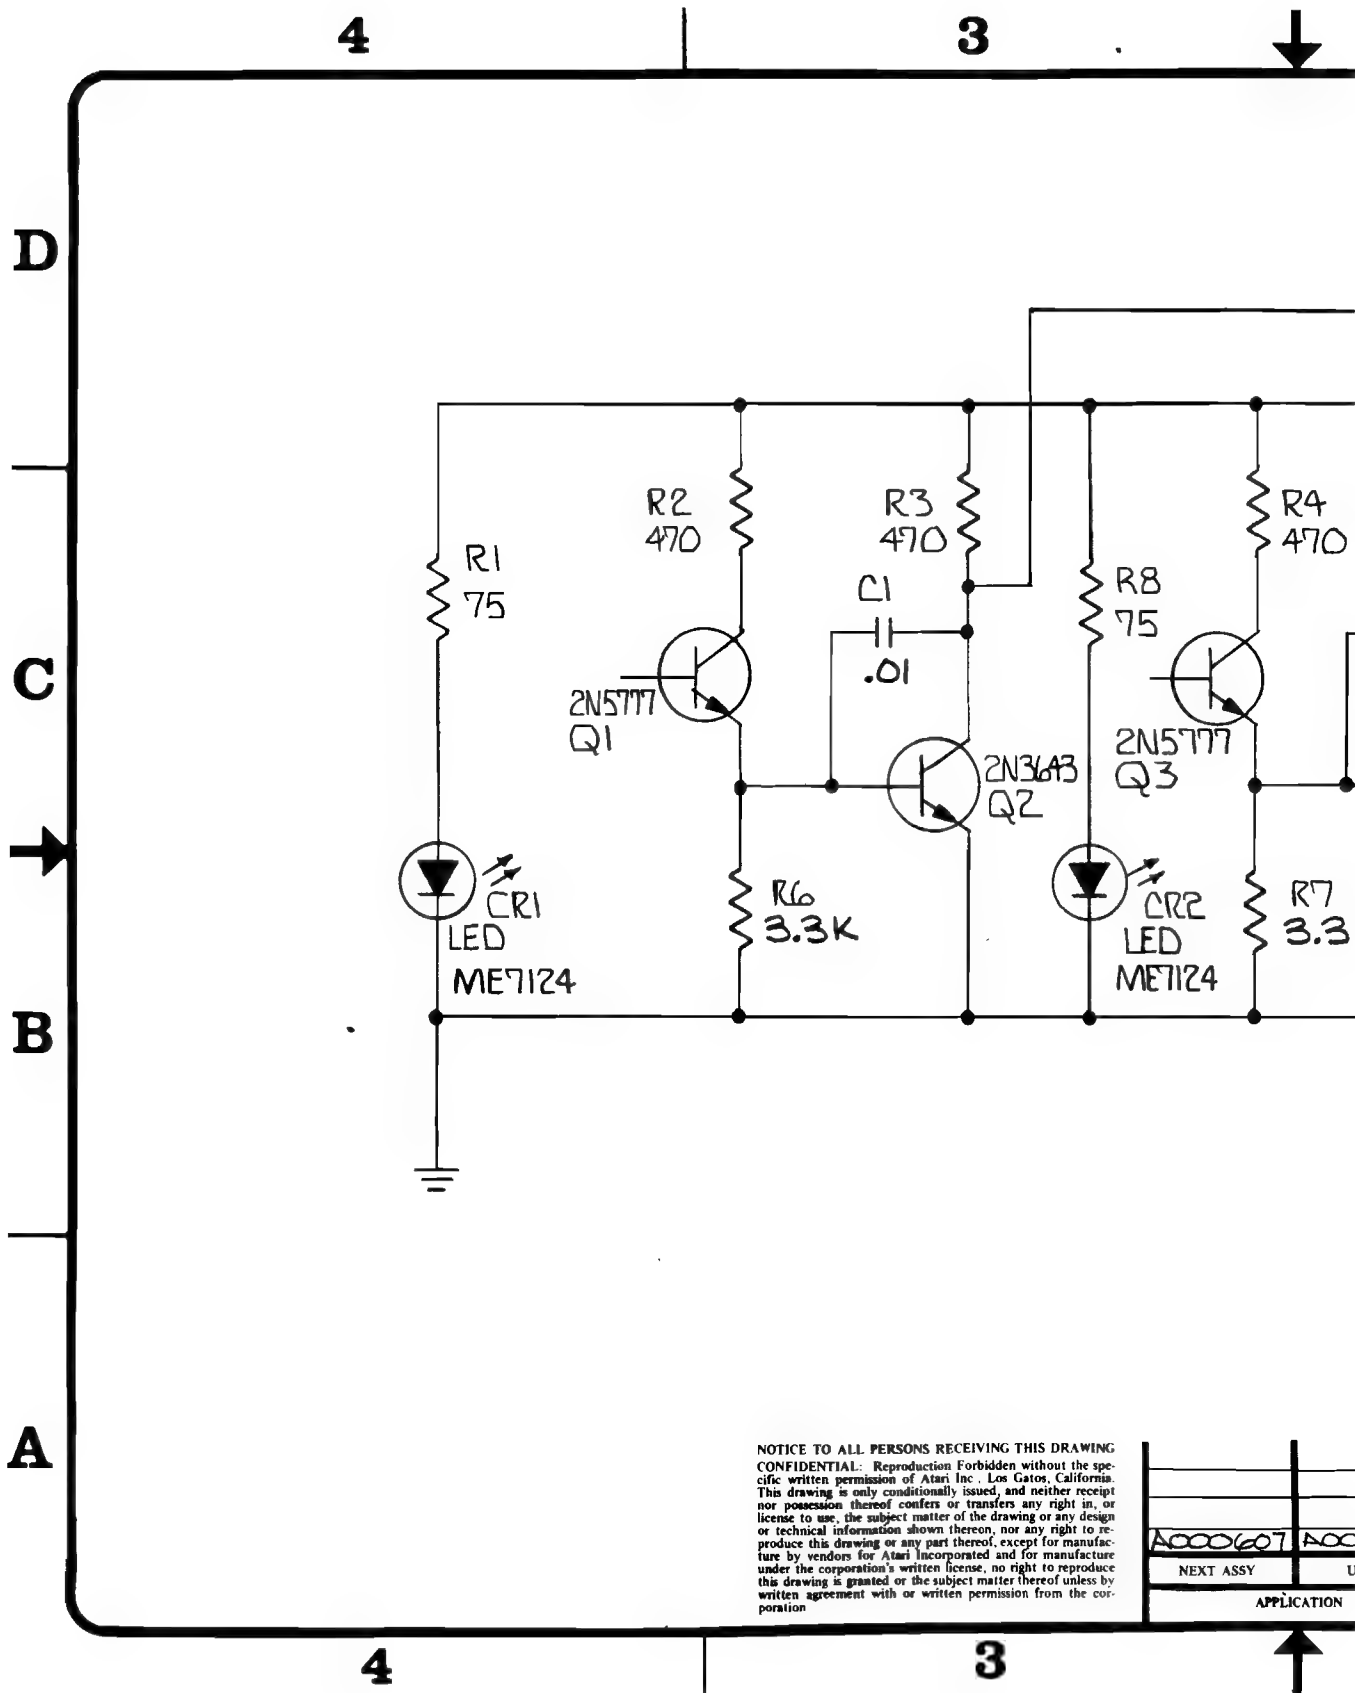 4
3
D
C
B
A
R1
75
R2
470
2N5777
Q1
C1
.01
R3
470
2N3643
Q2
R6
3.3K
CR1
LED
ME7124
R8
75
CR2
LED
ME7124
R4
470
2N5777
Q3
R7
3.3
NOTICE TO ALL PERSONS RECEIVING THIS DRAWING
CONFIDENTIAL: Reproduction Forbidden without the spe-
cific written permission of Atari Inc , Los Gatos, California.
This drawing is only conditionally issued, and neither receipt
nor possession thereof confers or transfers any right in, or
license to use, the subject matter of the drawing or any design
or technical information shown thereon, nor any right to re-
produce this drawing or any part thereof, except for manufac-
ture by vendors for Atari Incorporated and for manufacture
under the corporation's written license, no right to reproduce
this drawing is granted or the subject matter thereof unless by
written agreement with or written permission from the cor-
poration
A000607
A00
NEXT ASSY
U
APPLICATION
4
3